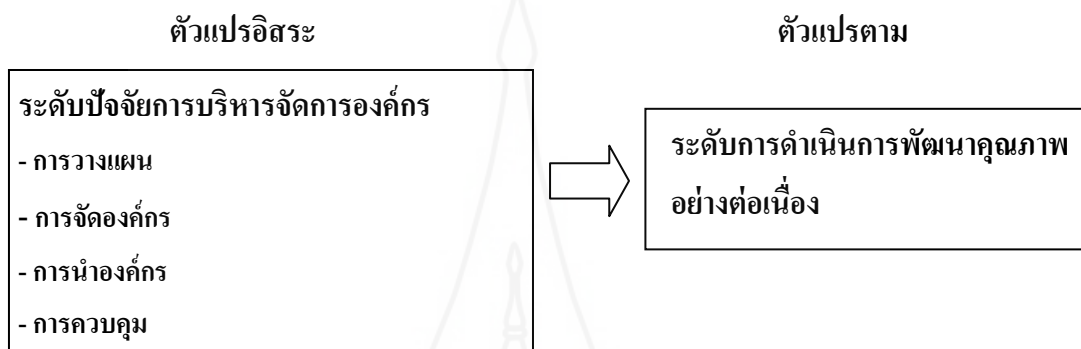 ตัวแปรอิสระ
ตัวแปรตาม
ระดับปัจจัยการบริหารจัดการองค์กร
- การวางแผน
- การจัดองค์กร
- การนำองค์กร
- การควบคุม
ระดับการดำเนินการพัฒนาคุณภาพ
อย่างต่อเนื่อง